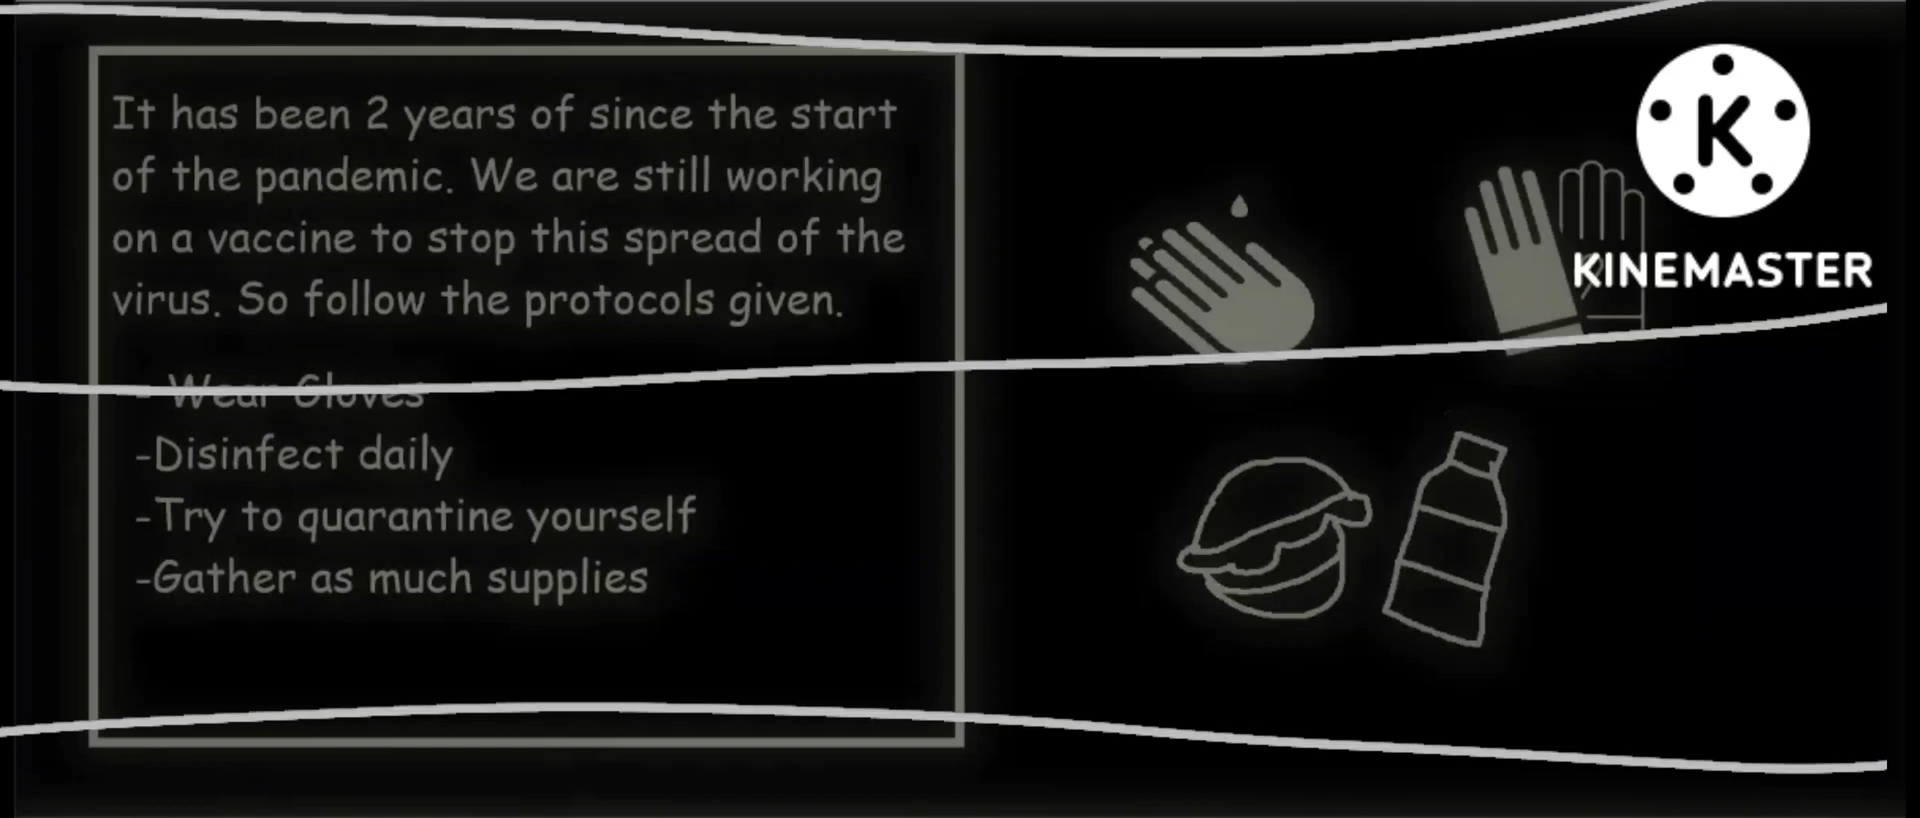 It has been 2 years of since the start
of the pandemic. We are still working
on a vaccine to stop this spread of the
virus. So follow the protocols given.
- Wear Gloves
-Disinfect daily
-Try to quarantine yourself
-Gather as much supplies
K
KINEMASTER